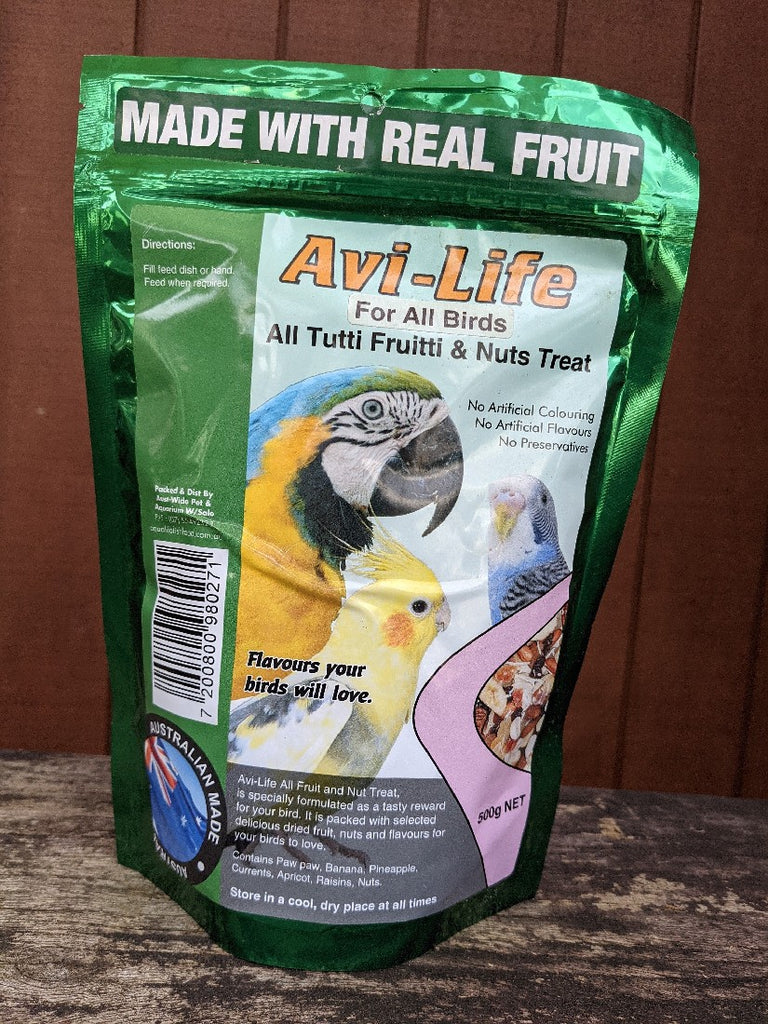 MADE WITH REAL FRUIT
Directions:
Fill feed dish or hand.
Feed when required.
Avi-Life
For All Birds
All Tutti Fruitti & Nuts Treat
No Artificial Colouring
No Artificial Flavours
No Preservatives
Packed & Dist By
Aust-Wide Pet &
Aquarium W/Sale
7 200800 980271
Flavours your
birds will love.
AUSTRALIAN MADE
Avi-Life All Fruit and Nut Treat,
is specially formulated as a tasty reward
for your bird. It is packed with selected
delicious dried fruit, nuts and flavours for
your birds to love.
Contains Paw paw, Banana, Pineapple,
Currents, Apricot, Raisins, Nuts.
Store in a cool, dry place at all times
500g NET